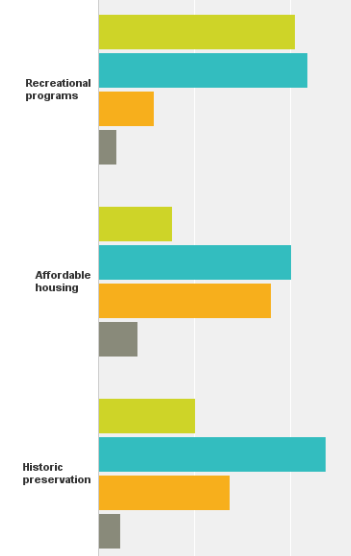 Recreational
programs
Affordable
housing
Historic
preservation